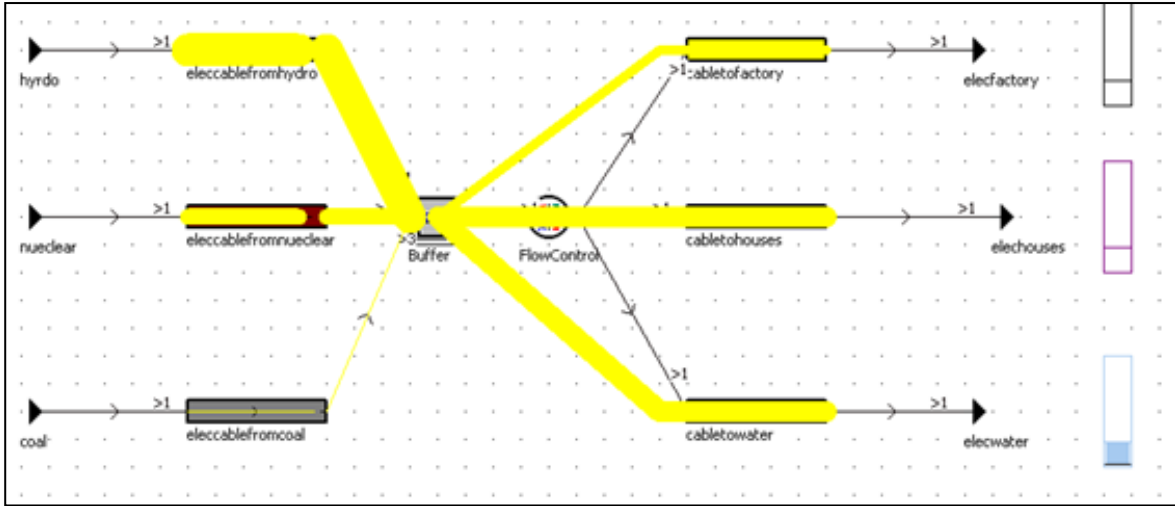 >1
hyrdo
eleccablefromhydro
>1
cabletofactory
>1
elecfactory
>1
nueclear
eleccablefromnueclear
>3
Buffer
FlowControl
cabletohouses
>1
elechouses
>1
coal
eleccablefromcoal
>1
cabletowater
>1
elecwater